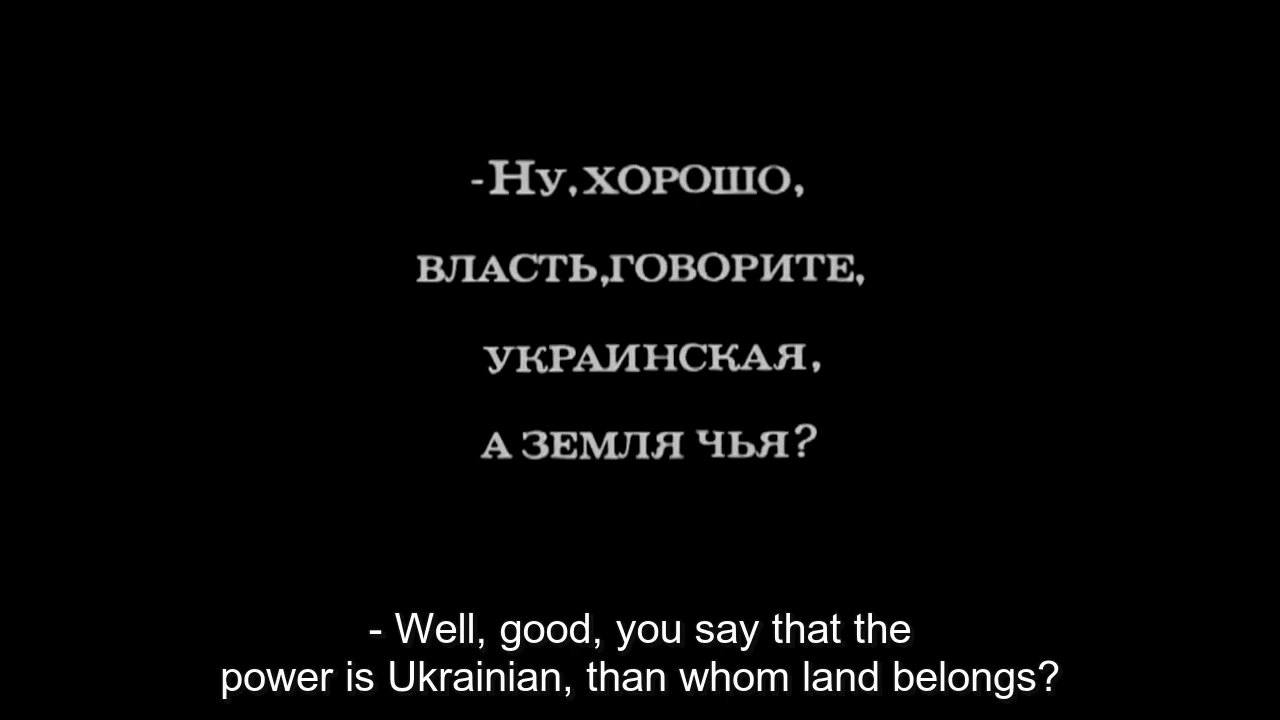 -Ну, хорошо,
власть, говорите,
украинская,
а земля чья?
- Well, good, you say that the
power is Ukrainian, than whom land belongs?